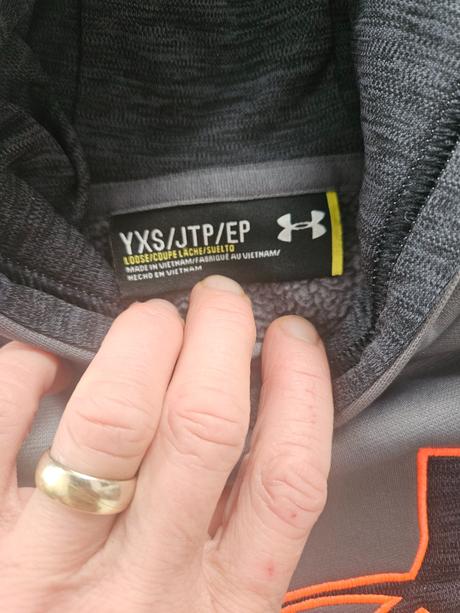 YXS/JTP/EP
LOOSE/COUPE LÂCHE/SUELTO
MADE IN VIETNAM/FABRIQUÉ AU VIETNAM/
HECHO EN VIETNAM